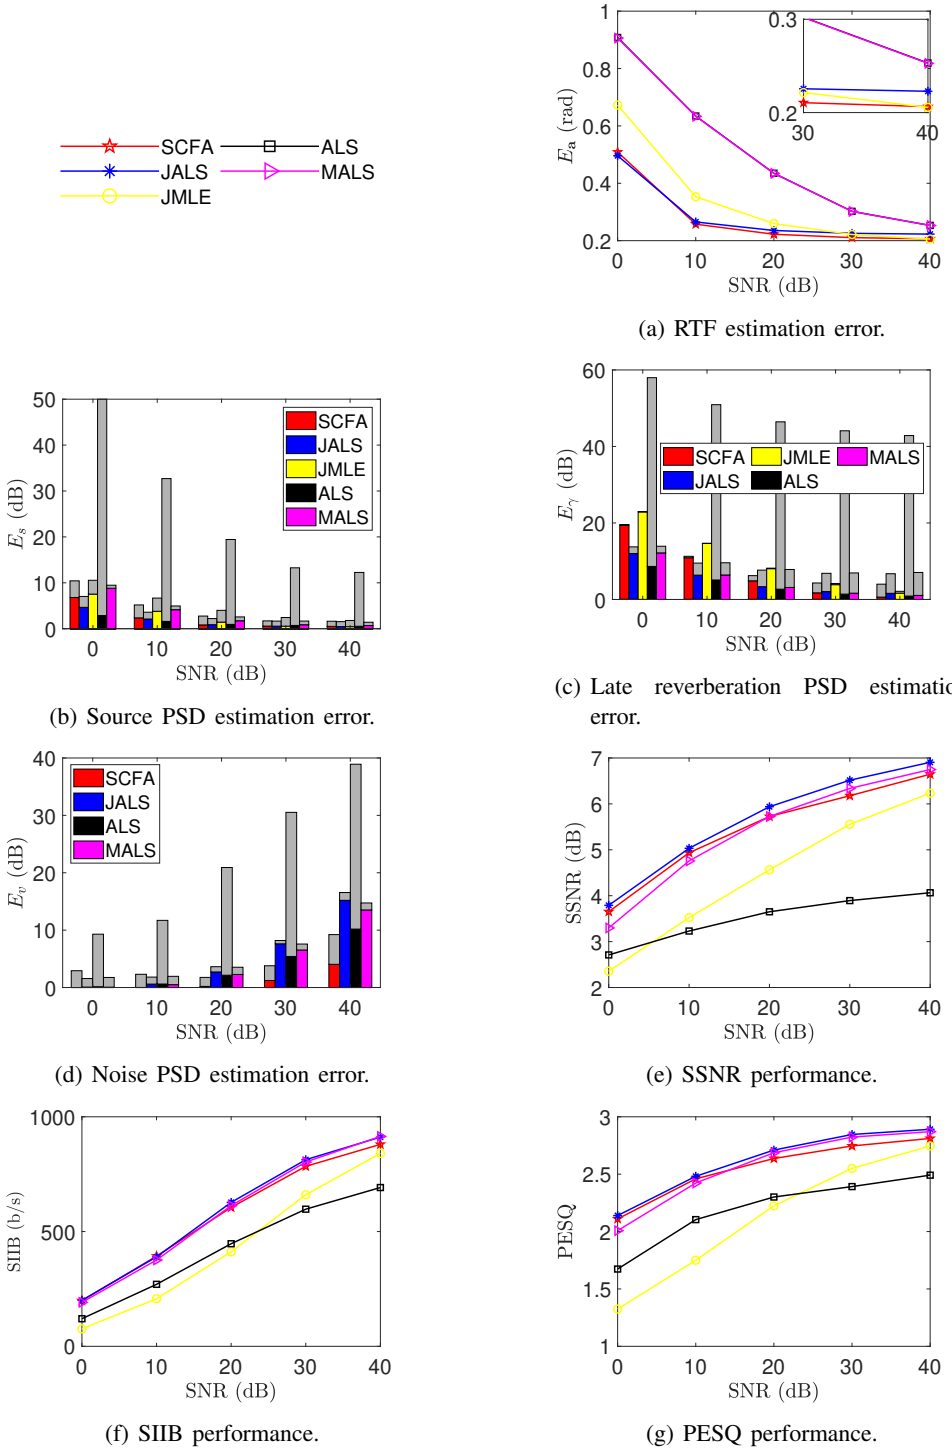 SCFA
ALS
JALS
MALS
JMLE
1
0.8
0.6
0.4
0.2
E_a (rad)
0.3
0.2
30
40
0
10
20
30
40
SNR (dB)
(a) RTF estimation error.
50
40
30
20
10
0
E_s (dB)
SCFA
JALS
JMLE
ALS
MALS
0
10
20
30
40
SNR (dB)
(b) Source PSD estimation error.
60
40
20
0
E_γ (dB)
SCFA
JMLE
MALS
JALS
ALS
0
10
20
30
40
SNR (dB)
(c) Late reverberation PSD estimatio
error.
40
30
20
10
0
E_v (dB)
SCFA
JALS
ALS
MALS
0
10
20
30
40
SNR (dB)
(d) Noise PSD estimation error.
7
6
5
4
3
2
SSNR (dB)
0
10
20
30
40
SNR (dB)
(e) SSNR performance.
1000
500
0
SIIB (b/s)
0
10
20
30
40
SNR (dB)
(f) SIIB performance.
3
2.5
2
1.5
1
PESQ
0
10
20
30
40
SNR (dB)
(g) PESQ performance.